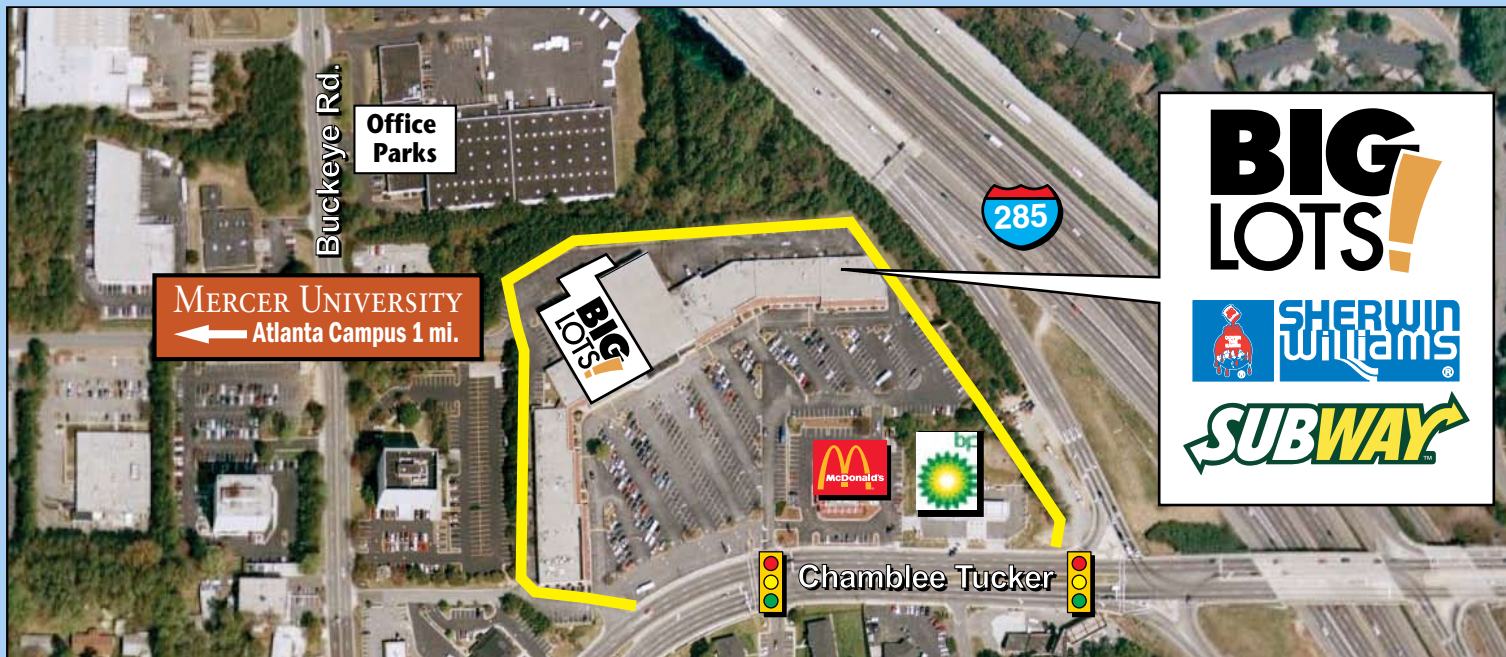 Buckeye Rd.
Office
Parks
285
MERCER UNIVERSITY
Atlanta Campus 1 mi.
BIG
LOTS!
BIG
LOTS!
SHERWIN
WILLIAMS
®
®
SUBWAY
TM
McDonald's
bp
Chamblee Tucker